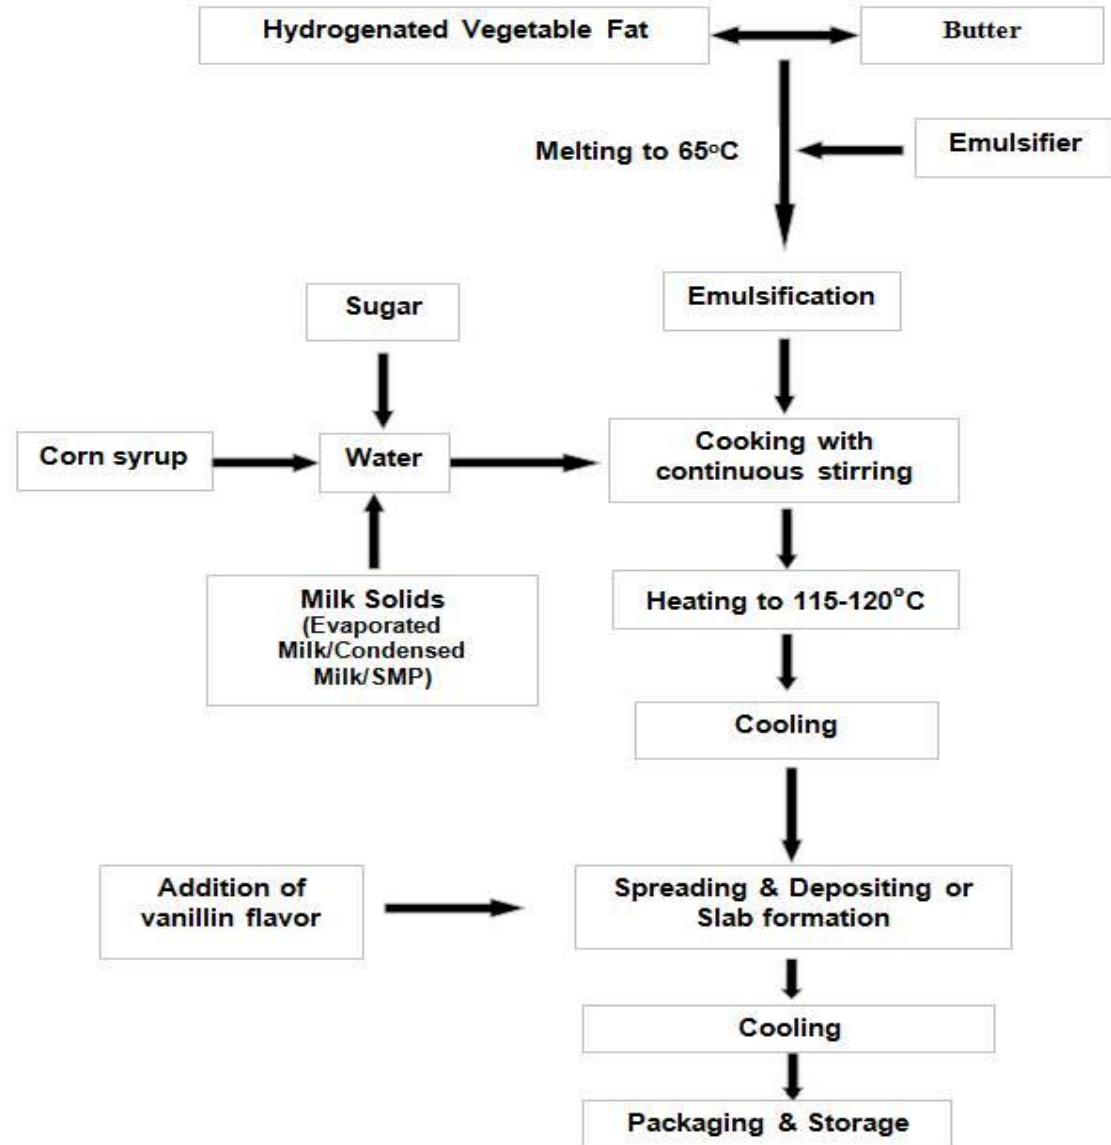 Hydrogenated Vegetable Fat
Butter
Melting to 65°C
Emulsifier
Emulsification
Sugar
Corn syrup
Water
Cooking with
continuous stirring
Milk Solids
(Evaporated
Milk/Condensed
Milk/SMP)
Heating to 115-120°C
Cooling
Addition of
vanillin flavor
Spreading & Depositing or
Slab formation
Cooling
Packaging & Storage